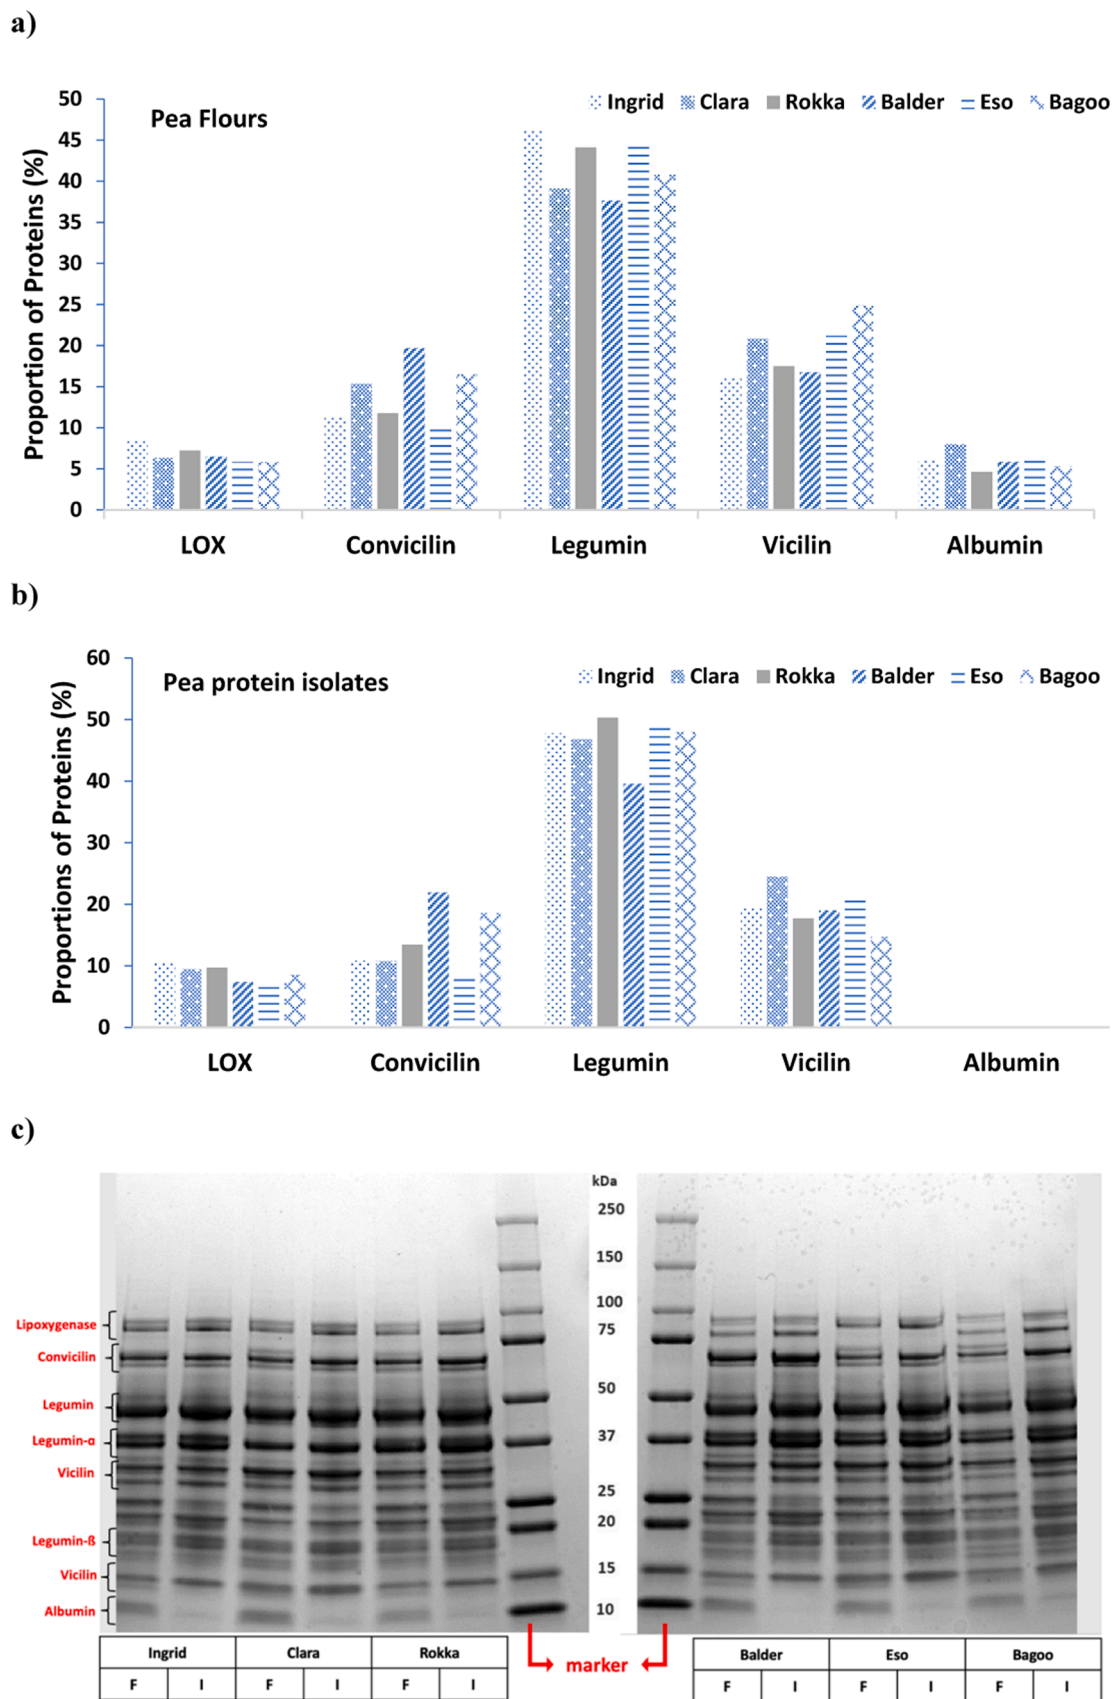 a)
Pea Flours
Ingrid Clara Rokka Balder Eso Bagoo
Proportion of Proteins (%)
50
45
40
35
30
25
20
15
10
5
0
LOX Convicilin Legumin Vicilin Albumin
b)
Pea protein isolates
Ingrid Clara Rokka Balder Eso Bagoo
Proportions of Proteins (%)
60
50
40
30
20
10
0
LOX Convicilin Legumin Vicilin Albumin
c)
kDa
250
150
100
75
50
37
25
20
15
10
Lipoxygenase
Convicilin
Legumin
Legumin-α
Vicilin
Legumin-ß
Vicilin
Albumin
marker
Ingrid Clara Rokka
F I F I F I
Balder Eso Bagoo
F I F I F I